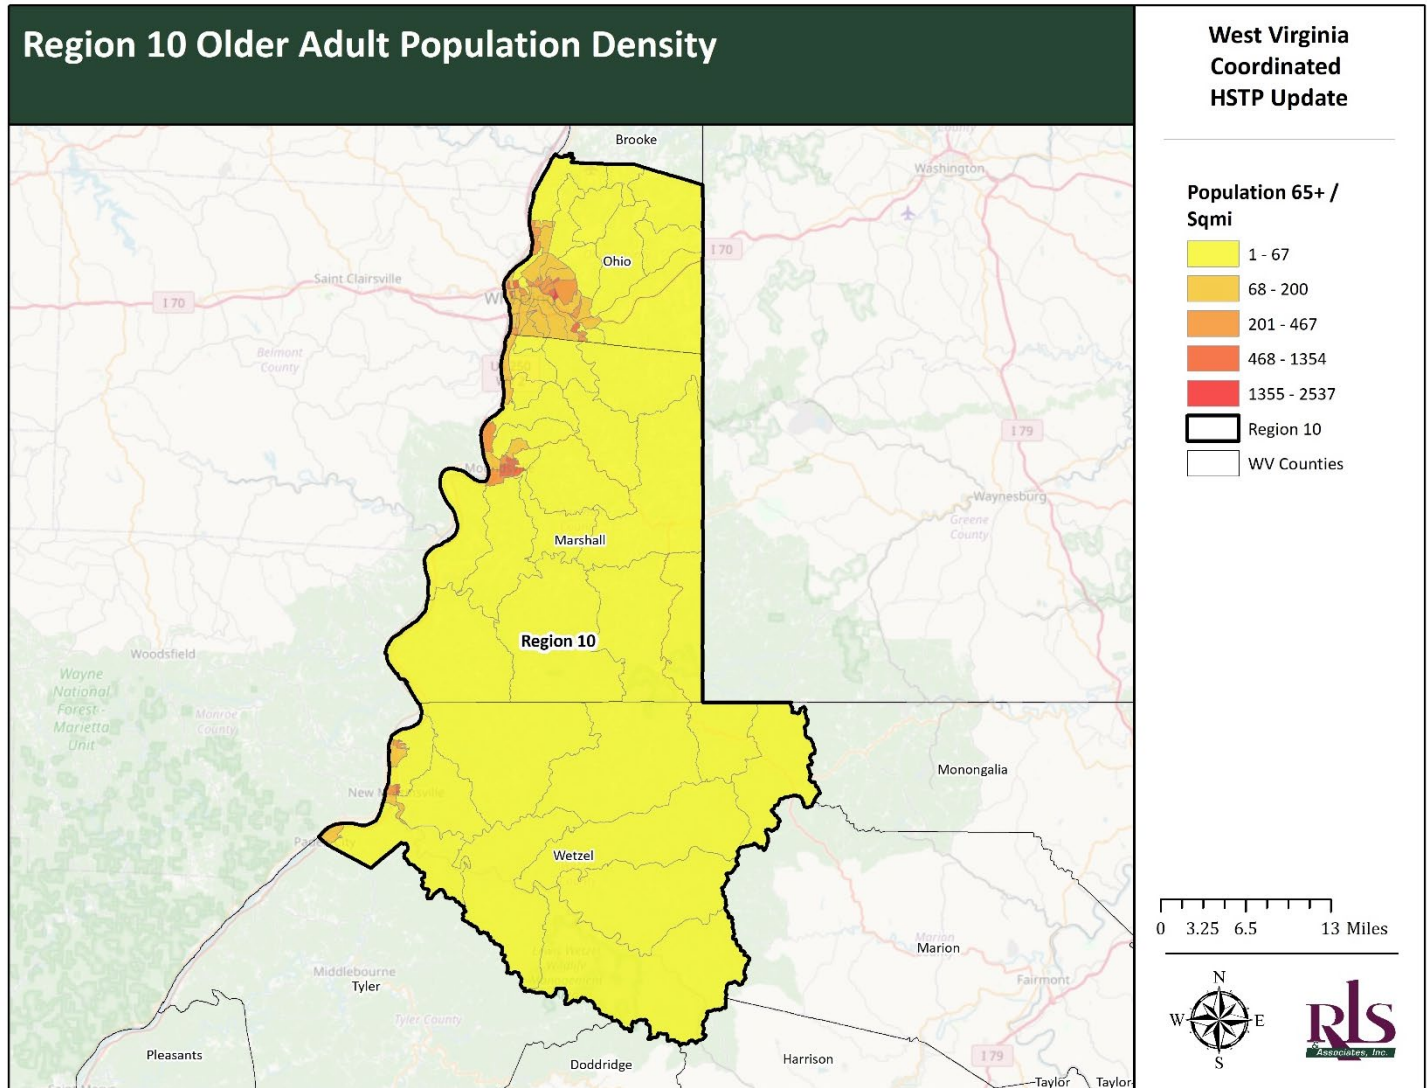 Region 10 Older Adult Population Density
West Virginia
Coordinated
HSTP Update
Population 65+ /
Sqmi
1 - 67
68 - 200
201 - 467
468 - 1354
1355 - 2537
Region 10
WV Counties
0 3.25 6.5 13 Miles
N
W E
S
RLS
& Associates, Inc.
Brooke
Washington
I 70
Ohio
Saint Clairsville
I 70
Belmont
County
I 79
Waynesburg
Greene
County
Marshall
Region 10
Woodsfield
Wayne
National
Forest-
Marietta
Unit
Monroe
County
Monongalia
Wetzel
Marion
County
Marion
Fairmont
Middlebourne
Tyler
Tyler County
Pleasants
Doddridge
Harrison
I 79
Taylor
Taylor